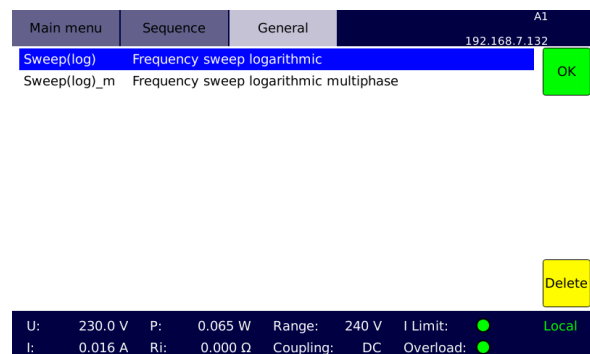 Main menu Sequence General A1
192.168.7.132
Sweep(log) Frequency sweep logarithmic
OK
Sweep(log)_m Frequency sweep logarithmic multiphase
Delete
U: 230.0 V P: 0.065 W Range: 240 V I Limit: Local
I: 0.016 A Ri: 0.000 Ω Coupling: DC Overload: